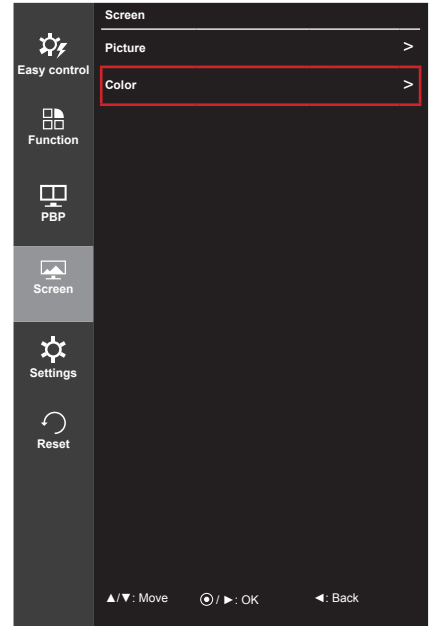 Screen
Picture >
Color >
Easy control
Function
PBP
Screen
Settings
Reset
▲/▼: Move ⦿ / ►: OK ◄: Back